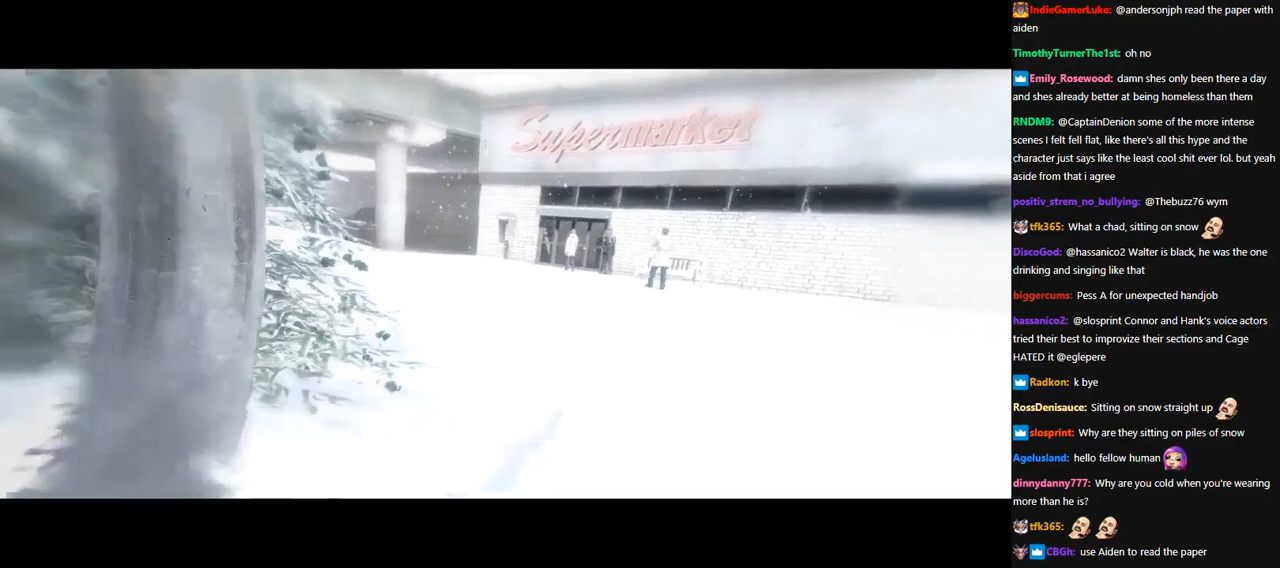 Supermarket
IndieGamerLuke: @andersonjph read the paper with
aiden
TimothyTurnerThe1st: oh no
Emily_Rosewood: damn shes only been there a day
and shes already better at being homeless than them
RNDM9: @CaptainDenion some of the more intense
scenes I felt fell flat, like there's all this hype and the
character just says like the least cool shit ever lol. but yeah
aside from that i agree
positiv_strem_no_bullying: @Thebuzz76 wym
tfk365: What a chad, sitting on snow
DiscoGod: @hassanico2 Walter is black, he was the one
drinking and singing like that
biggercums: Pess A for unexpected handjob
hassanico2: @slosprint Connor and Hank's voice actors
tried their best to improvize their sections and Cage
HATED it @eglepere
Radkon: k bye
RossDenisauce: Sitting on snow straight up
slosprint: Why are they sitting on piles of snow
Agelusland: hello fellow human
dinnydanny777: Why are you cold when you're wearing
more than he is?
tfk365:
CBGh: use Aiden to read the paper